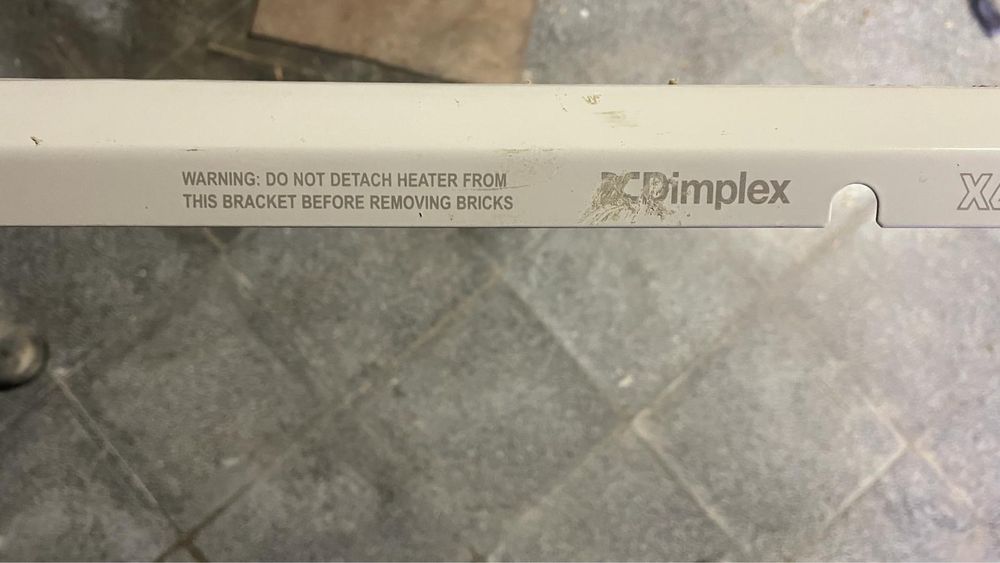 WARNING: DO NOT DETACH HEATER FROM
THIS BRACKET BEFORE REMOVING BRICKS
Dimplex